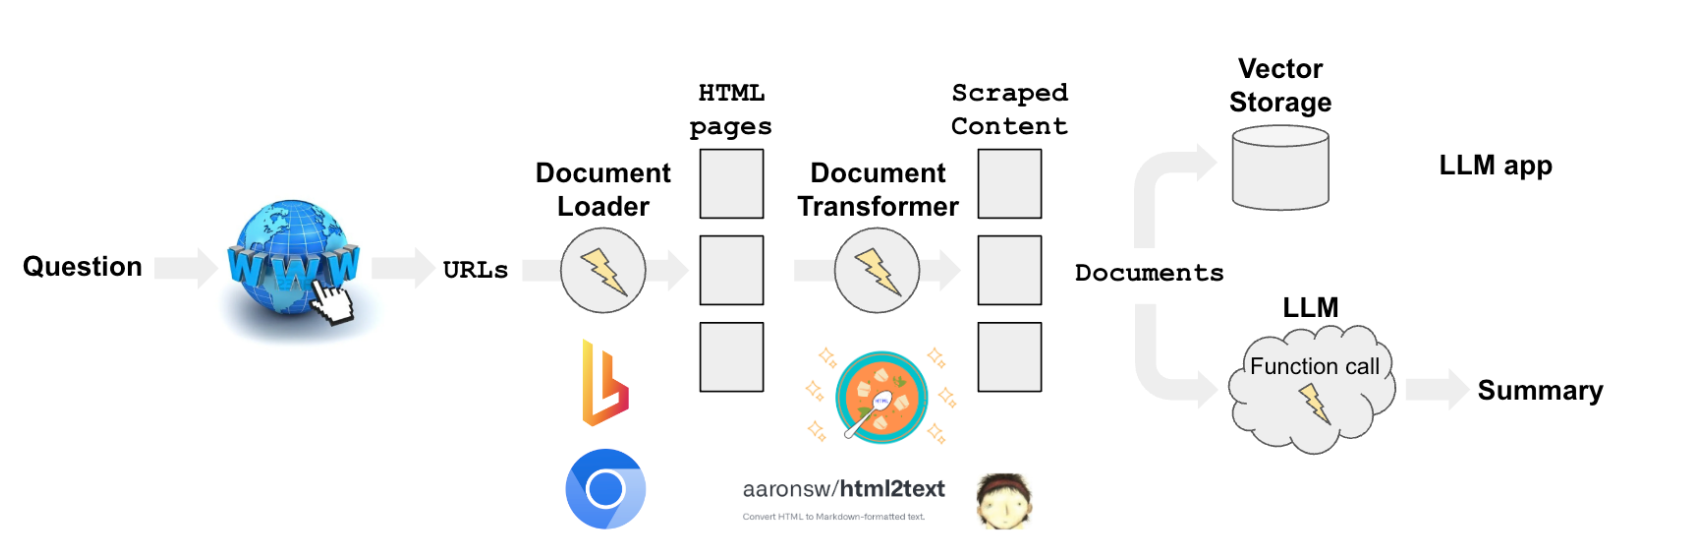 Question
WWW
URLs
Document
Loader
HTML
pages
Document
Transformer
HTML
aaronsw/html2text
Convert HTML to Markdown-formatted text.
Scraped
Content
Documents
Vector
Storage
LLM app
LLM
Function call
Summary